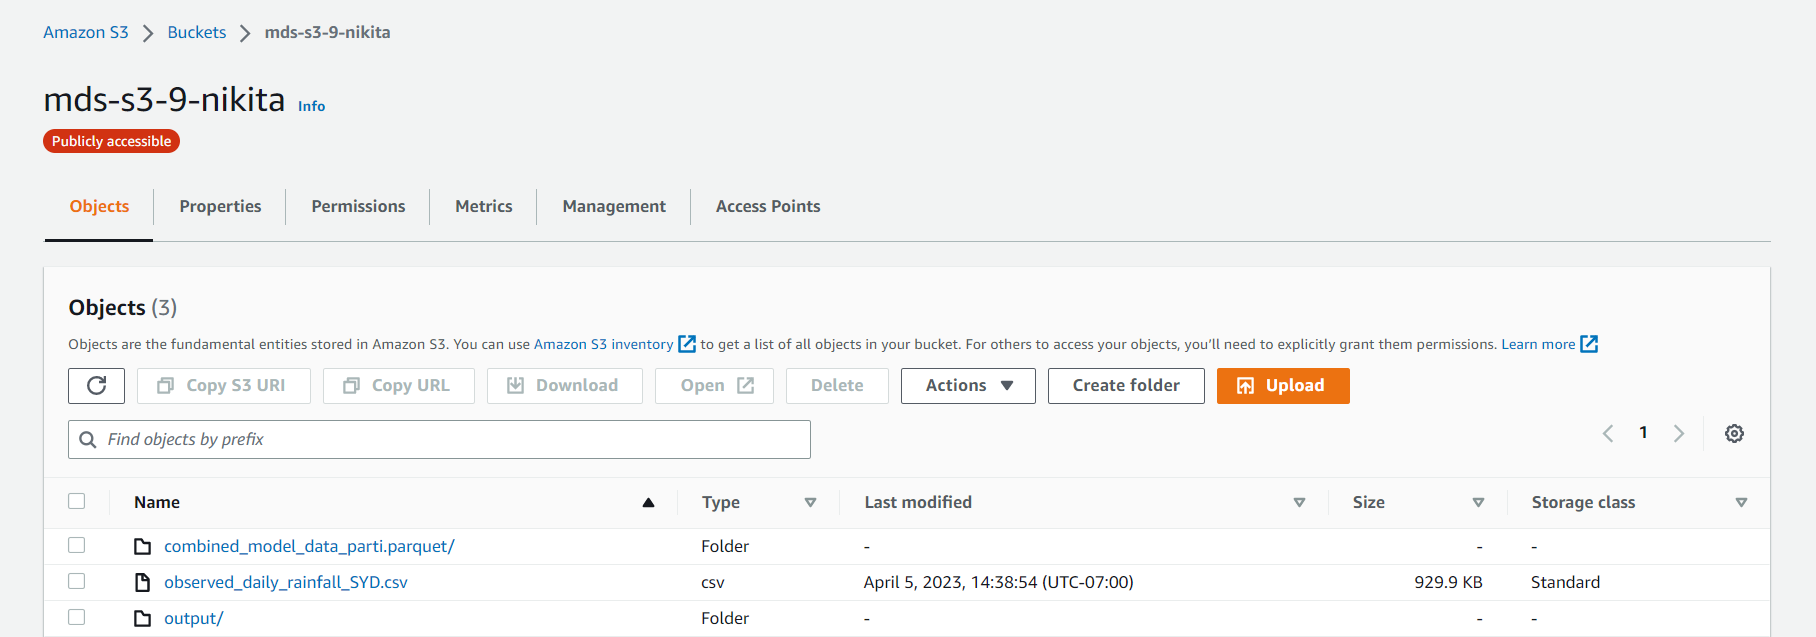 Amazon S3 > Buckets > mds-s3-9-nikita
mds-s3-9-nikita Info
Publicly accessible
Objects Properties Permissions Metrics Management Access Points
Objects (3)
Objects are the fundamental entities stored in Amazon S3. You can use Amazon S3 inventory to get a list of all objects in your bucket. For others to access your objects, you'll need to explicitly grant them permissions. Learn more
Copy S3 URI Copy URL Download Open Delete Actions Create folder Upload
Find objects by prefix
1
Name Type Last modified Size Storage class
combined_model_data_parti.parquet/ Folder - - -
observed_daily_rainfall_SYD.csv csv April 5, 2023, 14:38:54 (UTC-07:00) 929.9 KB Standard
output/ Folder - - -